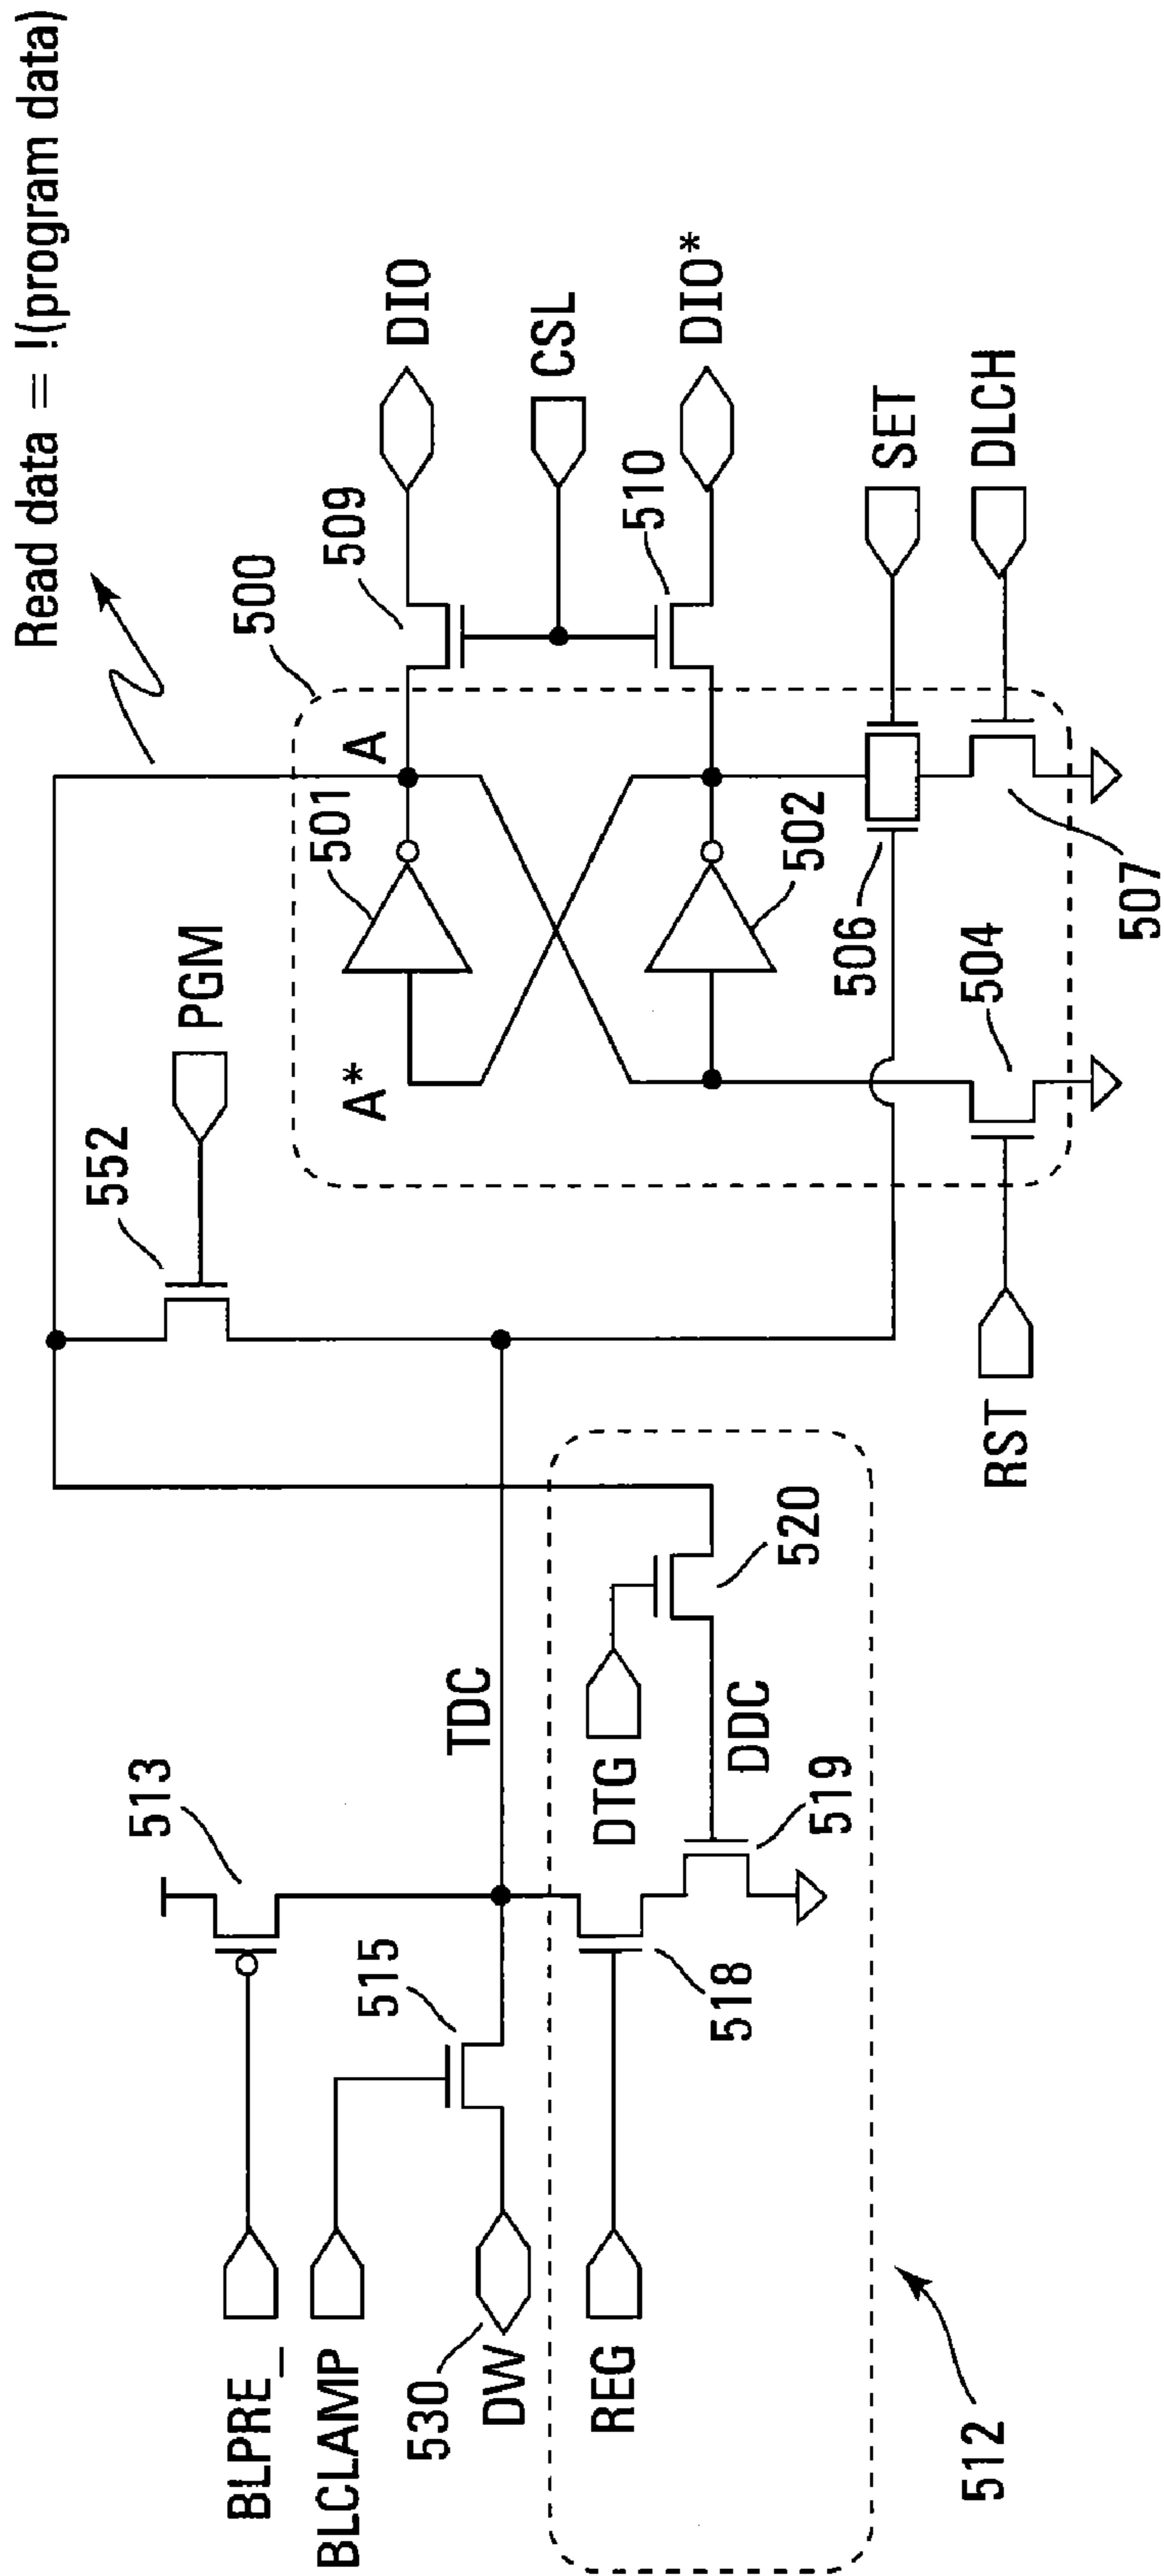 Read data = !(program data)
552
PGM
500
509
DIO
A
A*
501
CSL
513
TDC
510
DIO*
502
BLPRE_
BLCLAMP
515
530
DW
DTG
520
DDC
506
SET
REG
518
519
504
DLCH
RST
507
512